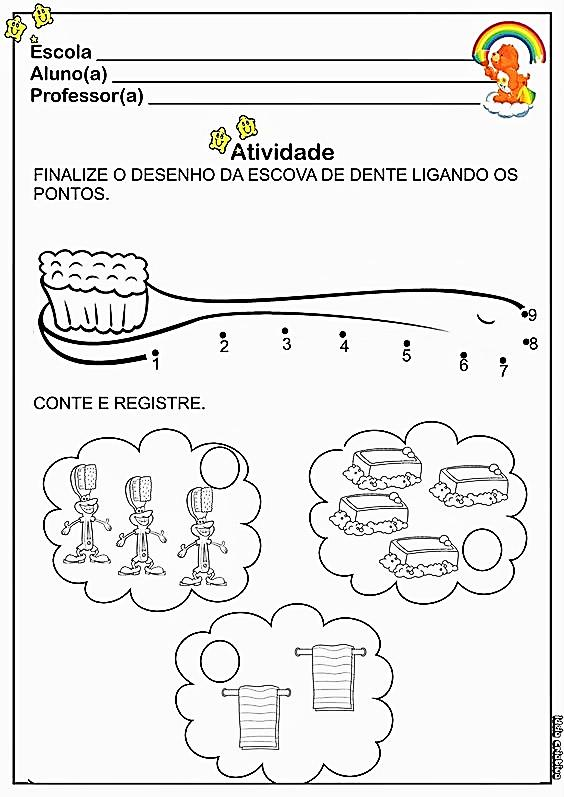 Escola
Aluno(a)
Professor(a)
Atividade
FINALIZE O DESENHO DA ESCOVA DE DENTE LIGANDO OS
PONTOS.
1
2
3
4
5
6
7
8
9
CONTE E REGISTRE.